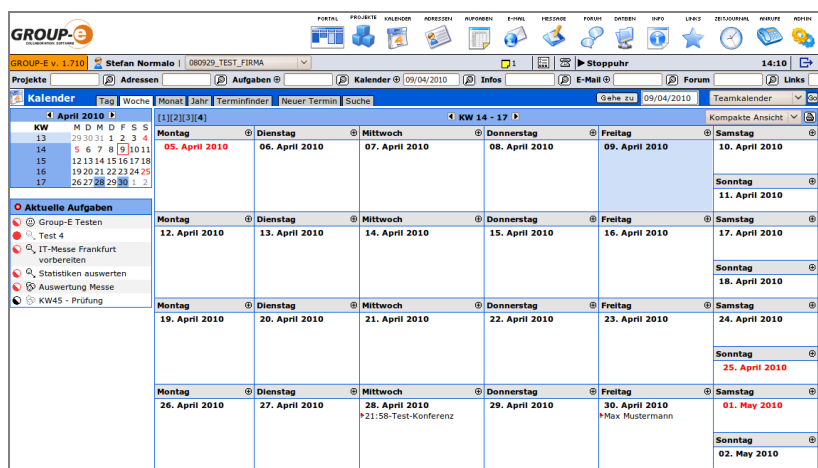 PORTAL PROJEKTE KALENDER ADRESSEN AUFGABEN E-MAIL MESSAGE FORUM DATEIEN INFO LINKS ZEITJOURNAL ANRUFE ADMIN
GROUP-e
COLLABORATIVE SOFTWARE
GROUP-E v. 1.710 Stefan Normalo | 080929_TEST_FIRMA 1 Stoppuhr 14:10
Projekte Adressen Aufgaben Kalender 09/04/2010 Infos E-Mail Forum Links
Kalender Tag Woche Monat Jahr Terminfinder Neuer Termin Suche Gehe zu 09/04/2010 Teamkalender Go
April 2010
KW M D M D F S S
13 29 30 31 1 2 3 4
14 5 6 7 8 9 10 11
15 12 13 14 15 16 17 18
16 19 20 21 22 23 24 25
17 26 27 28 29 30 1 2
Aktuelle Aufgaben
Group-E Testen
Test 4
IT-Messe Frankfurt
vorbereiten
Statistiken auswerten
Auswertung Messe
KW45 - Prüfung
[1][2][3][4] KW 14 - 17 Kompakte Ansicht
Montag Dienstag Mittwoch Donnerstag Freitag Samstag
05. April 2010 06. April 2010 07. April 2010 08. April 2010 09. April 2010 10. April 2010
Sonntag
11. April 2010
Montag Dienstag Mittwoch Donnerstag Freitag Samstag
12. April 2010 13. April 2010 14. April 2010 15. April 2010 16. April 2010 17. April 2010
Sonntag
18. April 2010
Montag Dienstag Mittwoch Donnerstag Freitag Samstag
19. April 2010 20. April 2010 21. April 2010 22. April 2010 23. April 2010 24. April 2010
Sonntag
25. April 2010
Montag Dienstag Mittwoch Donnerstag Freitag Samstag
26. April 2010 27. April 2010 28. April 2010 29. April 2010 30. April 2010 01. May 2010
21:58-Test-Konferenz Max Mustermann
Sonntag
02. May 2010